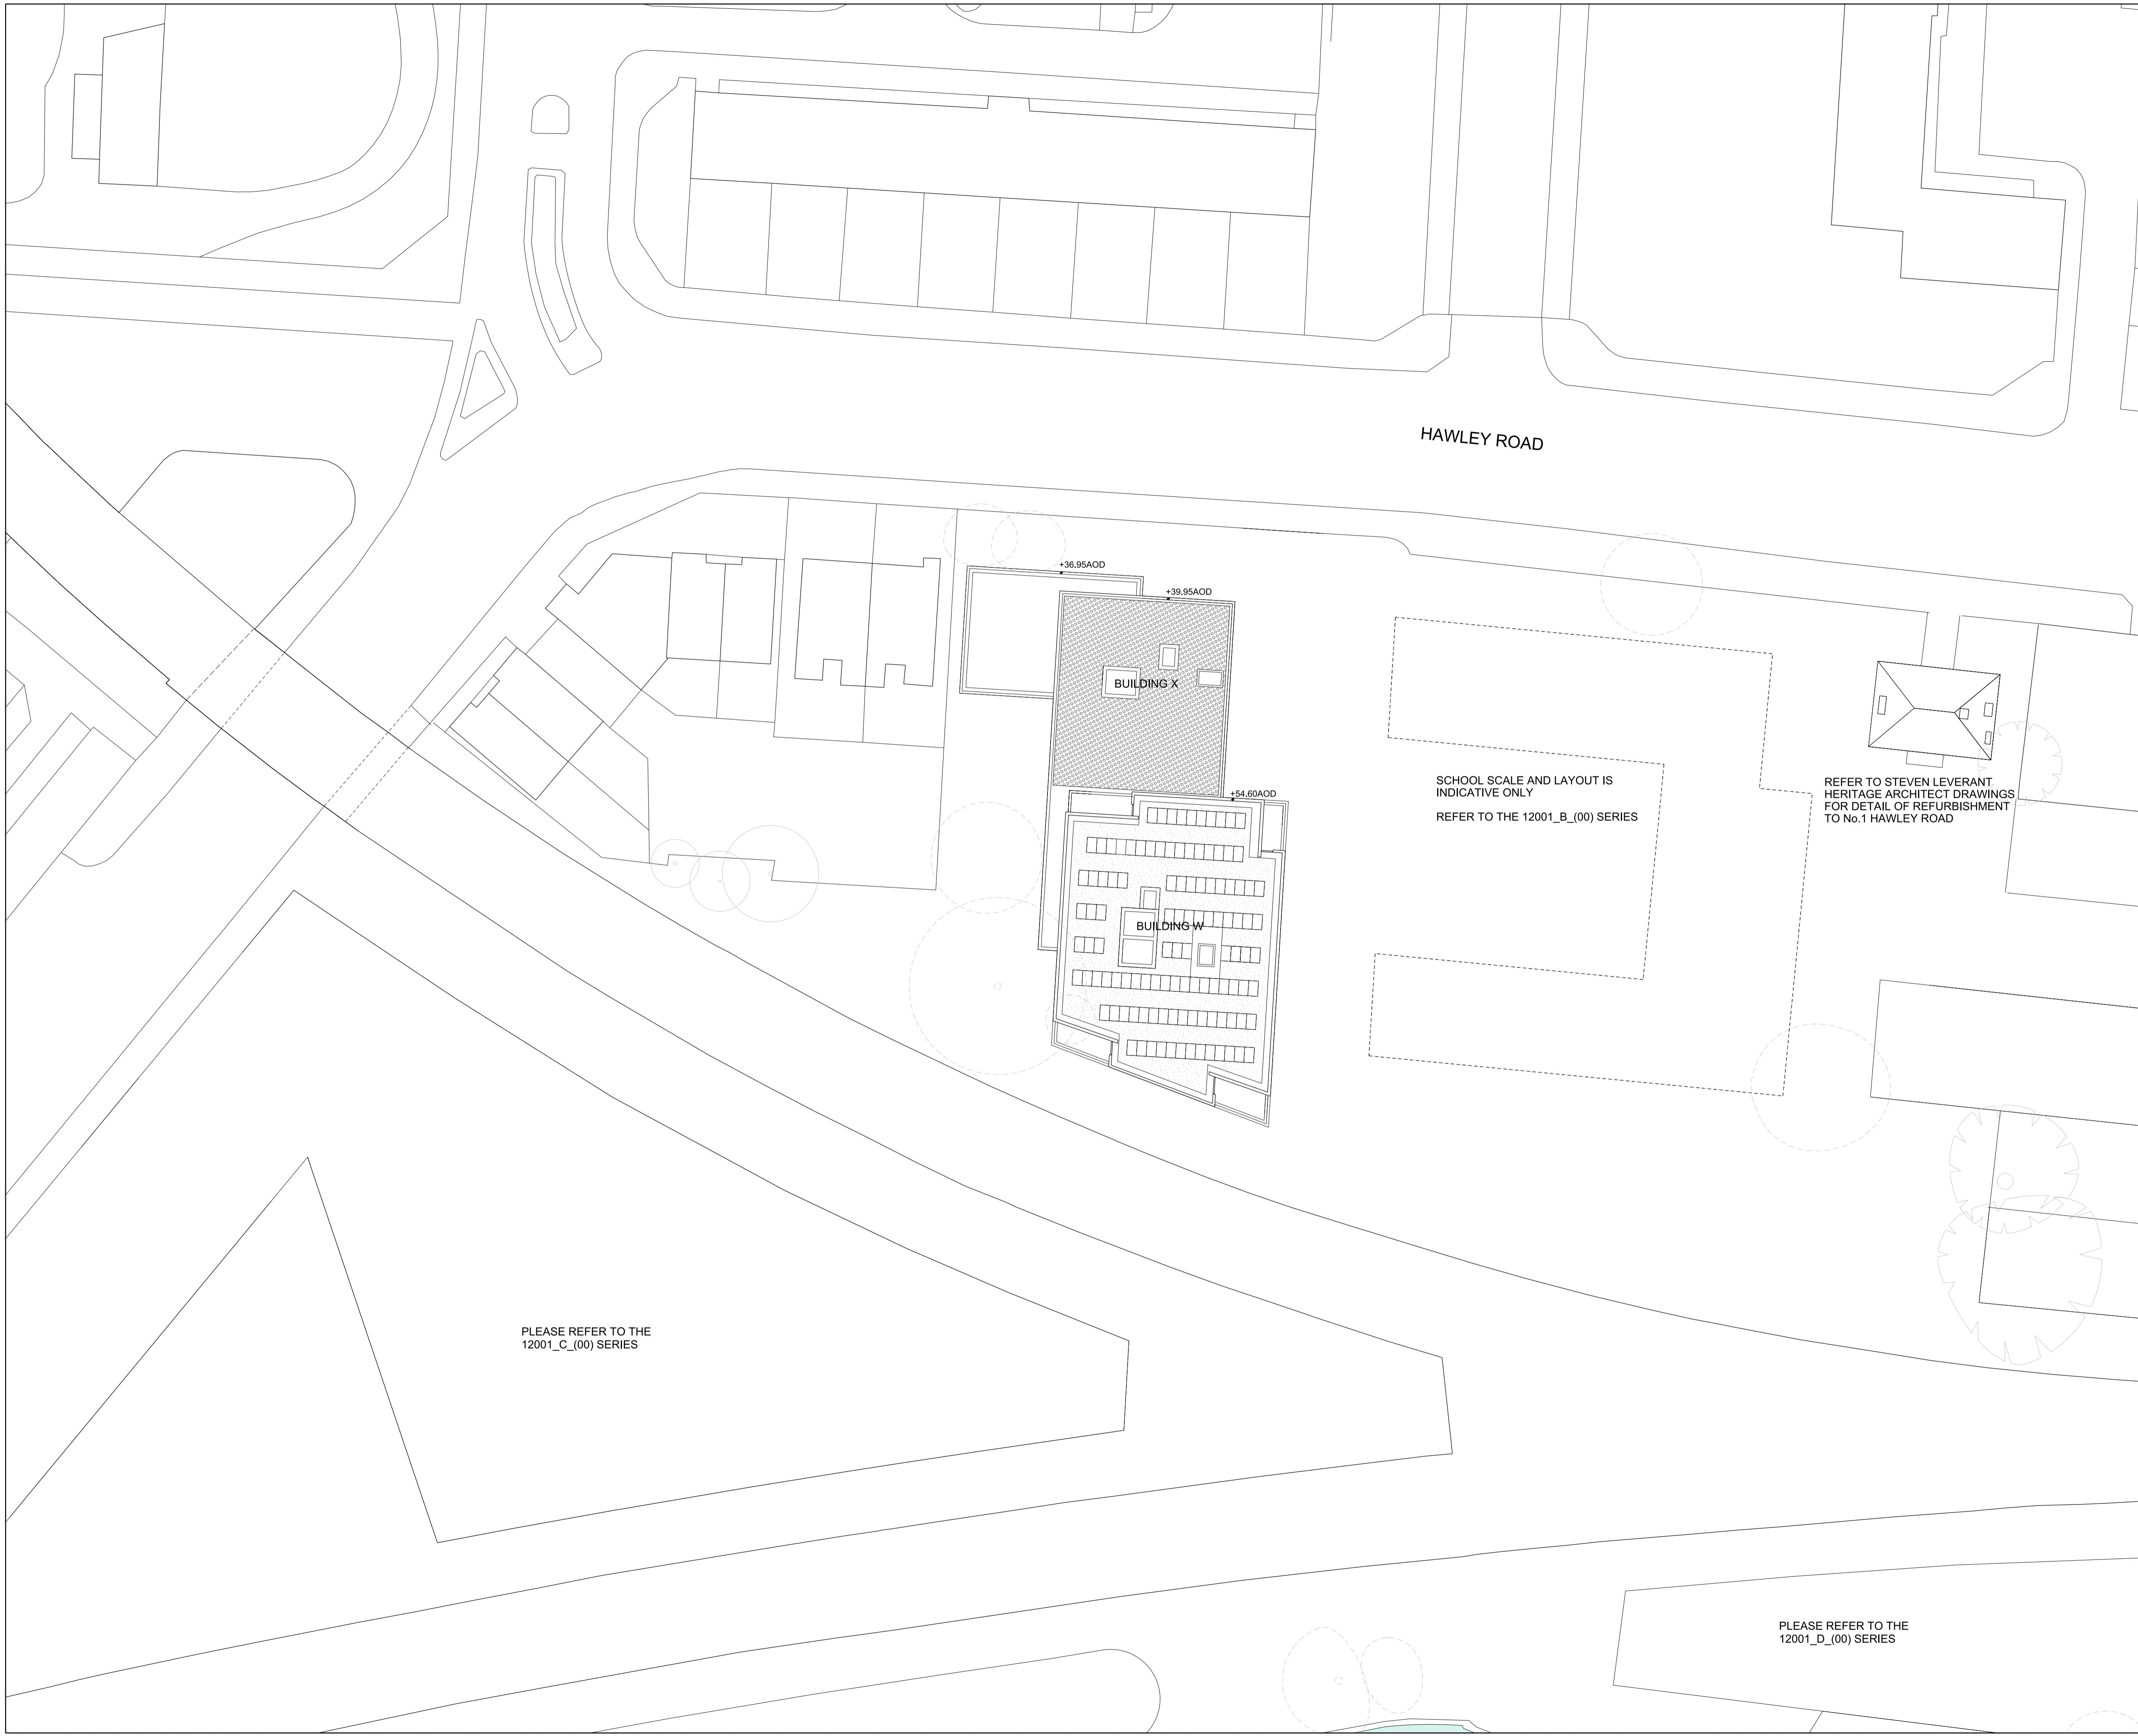 HAWLEY ROAD
+36.95AOD
+39.95AOD
BUILDING X
SCHOOL SCALE AND LAYOUT IS
INDICATIVE ONLY
REFER TO THE 12001_B_(00) SERIES
REFER TO STEVEN LEVERANT
HERITAGE ARCHITECT DRAWINGS
FOR DETAIL OF REFURBISHMENT
TO No.1 HAWLEY ROAD
+54.60AOD
BUILDING W
PLEASE REFER TO THE
12001_C_(00) SERIES
PLEASE REFER TO THE
12001_D_(00) SERIES